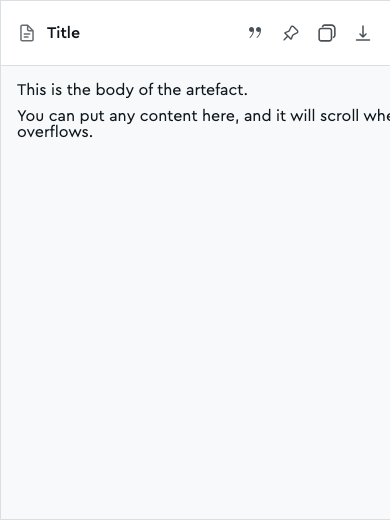 Title
This is the body of the artefact.
You can put any content here, and it will scroll
overflows.